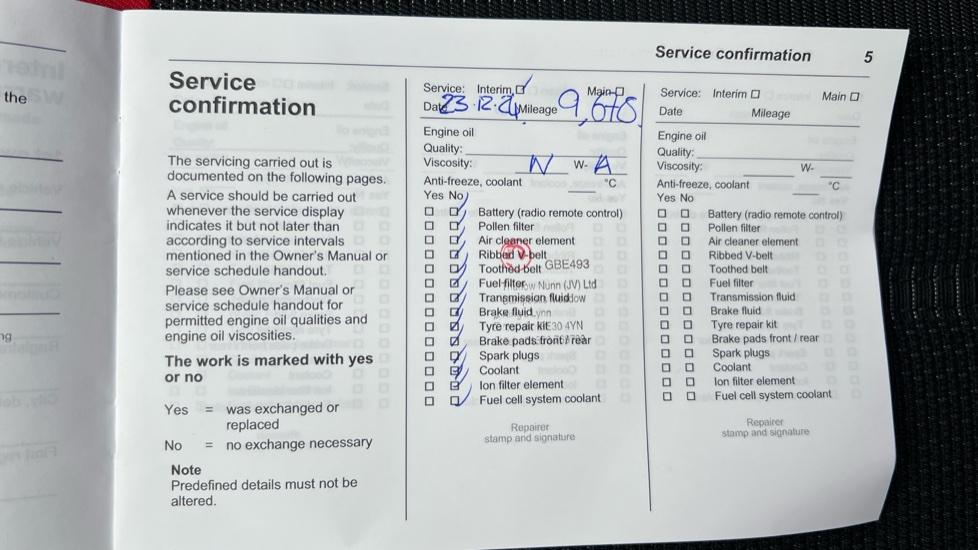 Service confirmation 5
the
ng
Service
confirmation
The servicing carried out is
documented on the following pages.
A service should be carried out
whenever the service display
indicates it but not later than
according to service intervals
mentioned in the Owner's Manual or
service schedule handout.
Please see Owner's Manual or
service schedule handout for
permitted engine oil qualities and
engine oil viscosities.
The work is marked with yes
or no
Yes = was exchanged or
replaced
No = no exchange necessary
Note
Predefined details must not be
altered.
Service: Interim Main
Date 23.12.24 Mileage 9,678
Engine oil
Quality:
Viscosity: N W- A
Anti-freeze, coolant °C
Yes No
Battery (radio remote control)
Pollen filter
Air cleaner element
Ribbed V-belt
Toothed belt GBE493
Fuel filter Nunn (JV) Ltd
Transmission fluid
Brake fluid
Tyre repair kit E30 4YN
Brake pads front / rear
Spark plugs
Coolant
Ion filter element
Fuel cell system coolant
Repairer
stamp and signature
Service: Interim Main
Date Mileage
Engine oil
Quality:
Viscosity: W-
Anti-freeze, coolant °C
Yes No
Battery (radio remote control)
Pollen filter
Air cleaner element
Ribbed V-belt
Toothed belt
Fuel filter
Transmission fluid
Brake fluid
Tyre repair kit
Brake pads front / rear
Spark plugs
Coolant
Ion filter element
Fuel cell system coolant
Repairer
stamp and signature